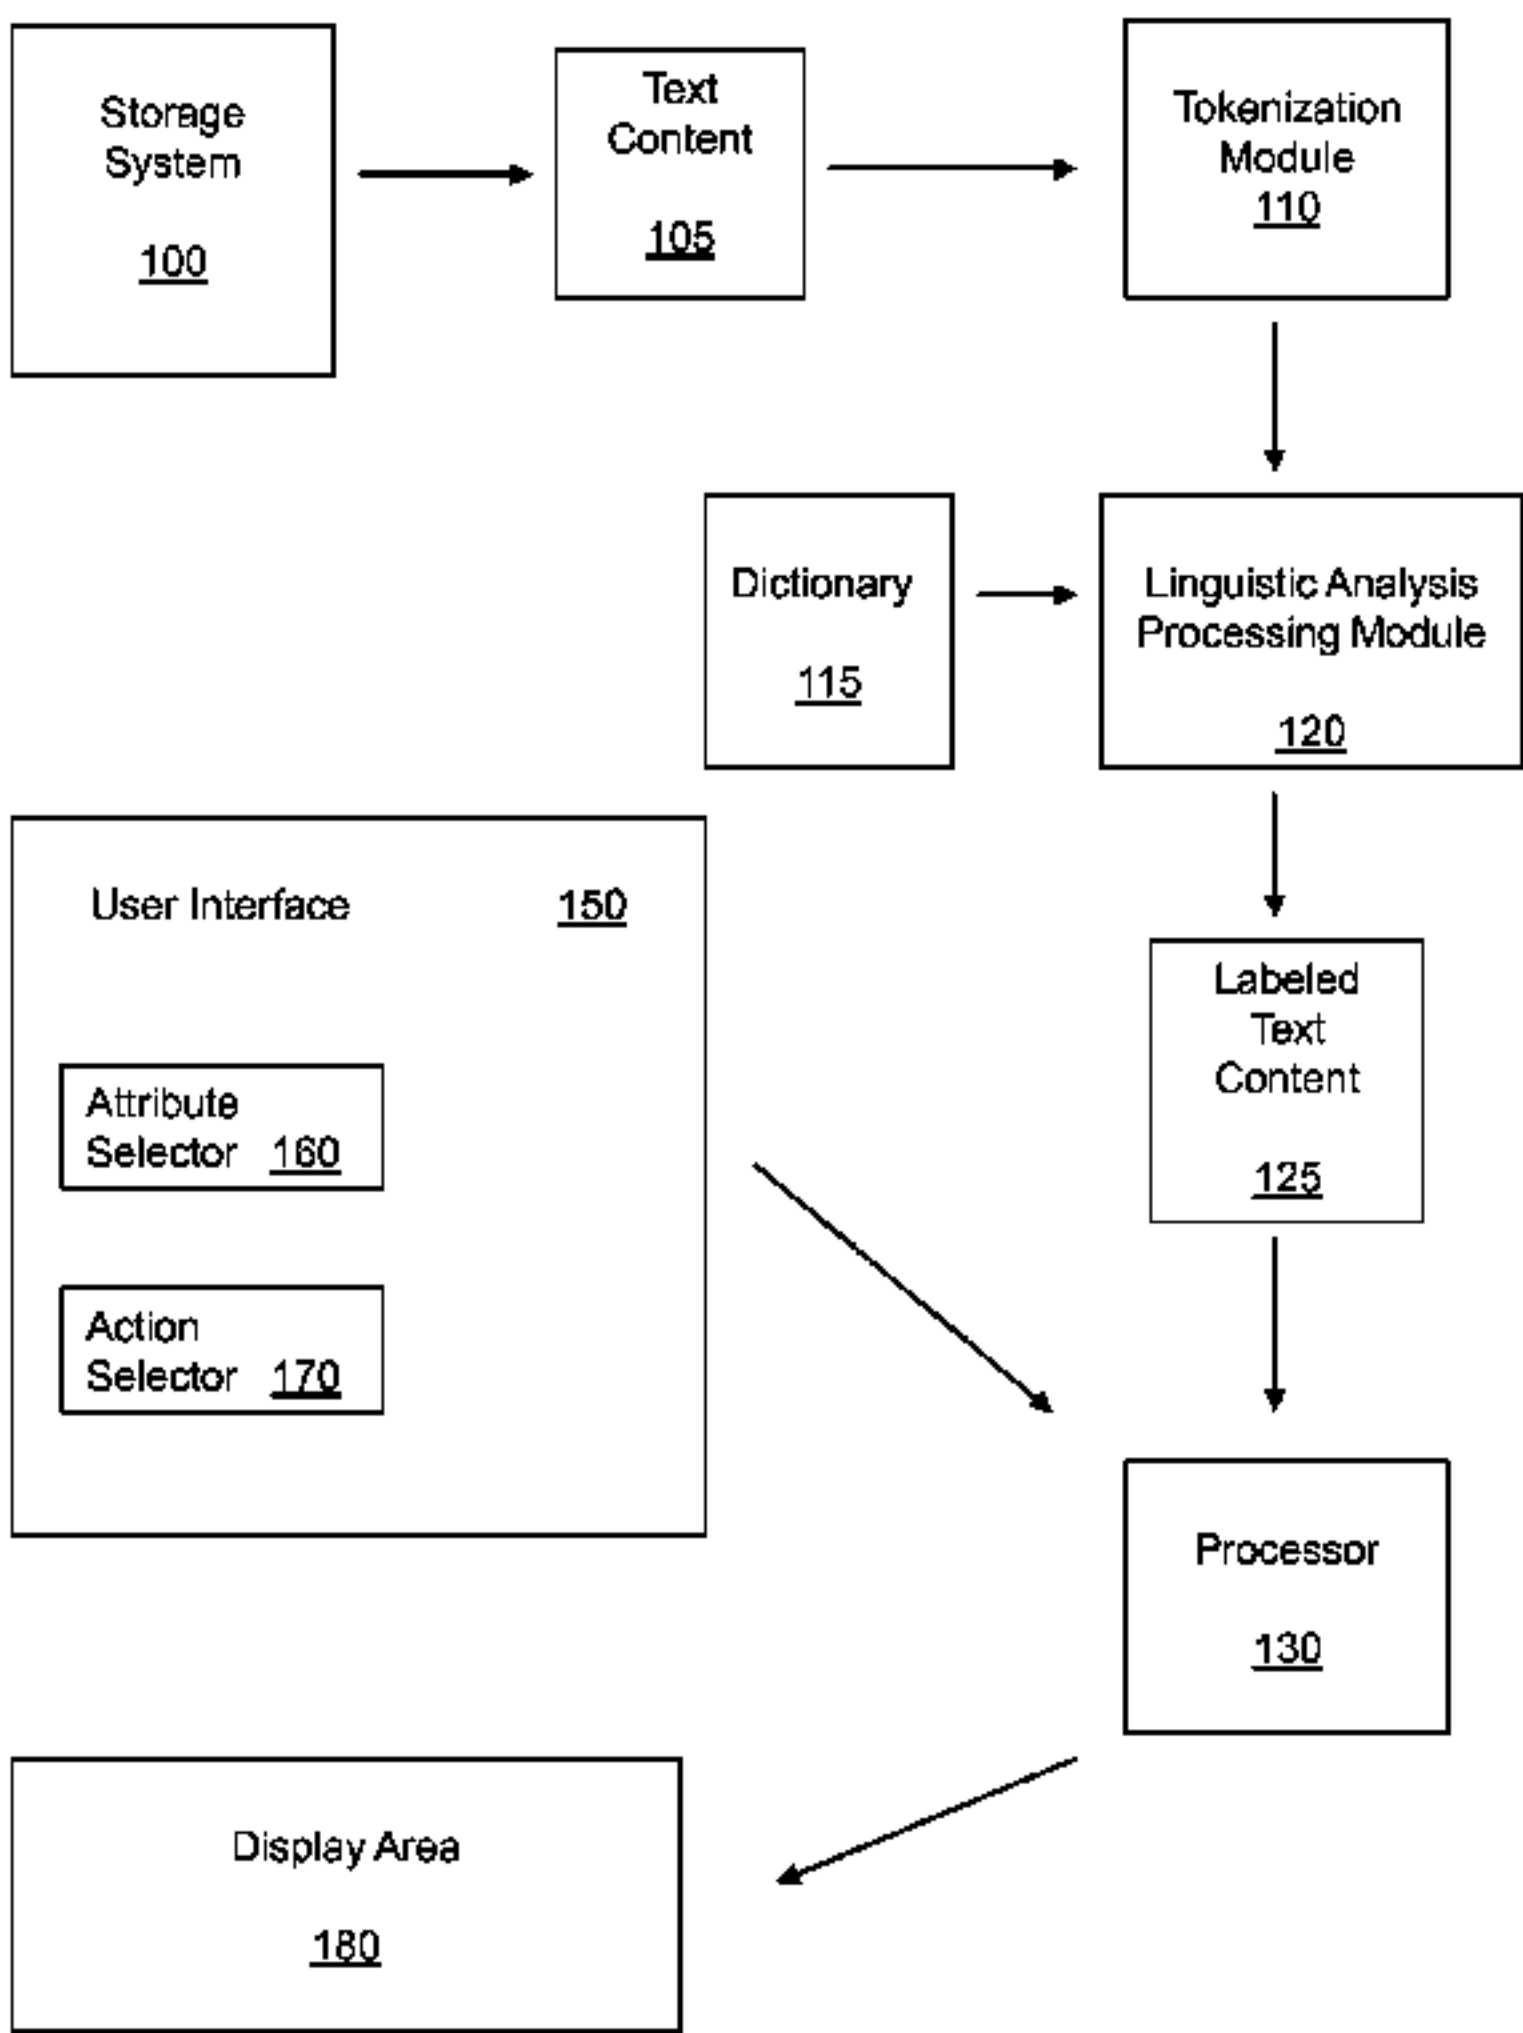 Storage
System
100
Text
Content
105
Tokenization
Module
110
Dictionary
115
Linguistic Analysis
Processing Module
120
User Interface 150
Attribute
Selector 160
Action
Selector 170
Labeled
Text
Content
125
Processor
130
Display Area
180